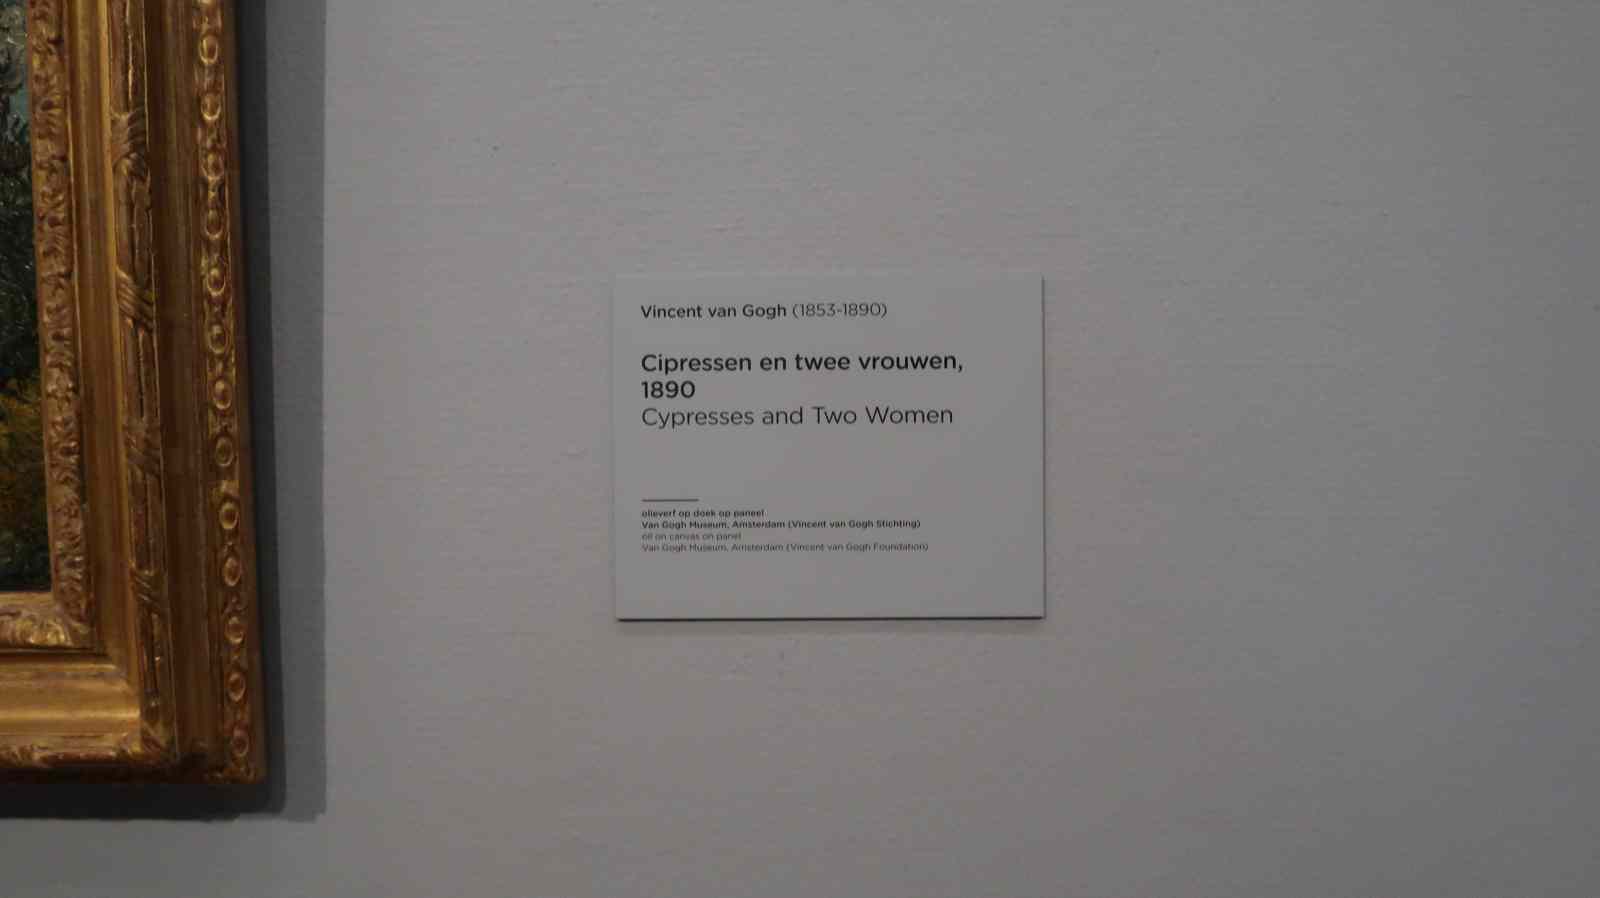 Vincent van Gogh (1853-1890)
Cipressen en twee vrouwen,
1890
Cypresses and Two Women
olieverf op doek op paneel
Van Gogh Museum, Amsterdam (Vincent van Gogh Stichting)
oil on canvas on panel
Van Gogh Museum, Amsterdam (Vincent van Gogh Foundation)